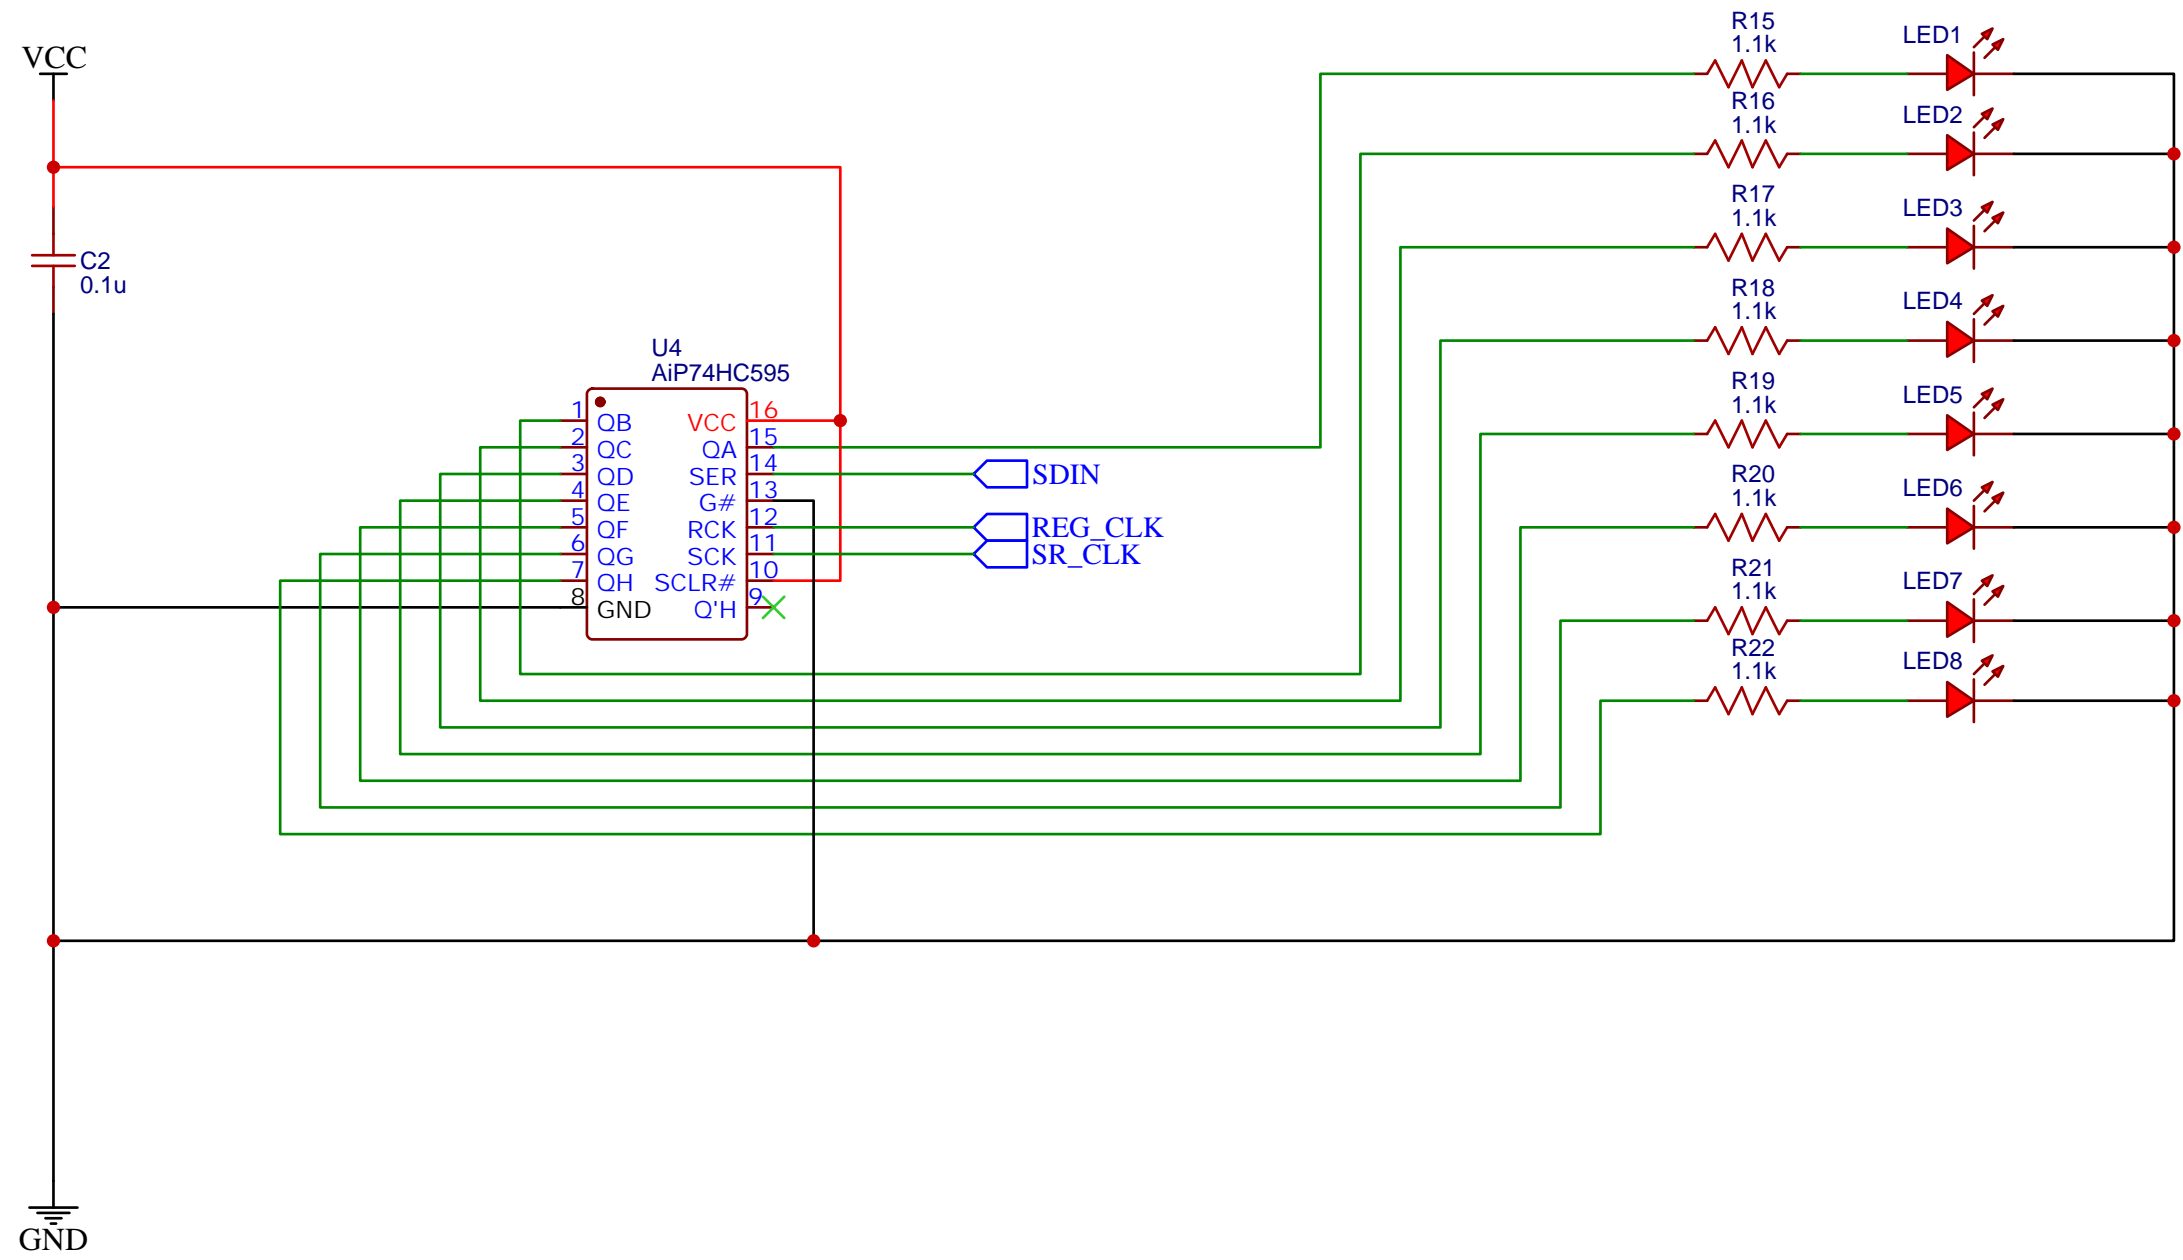 VCC
C2
0.1u
GND
U4
AiP74HC595
1
QB
2
QC
3
QD
4
QE
5
QF
6
QG
7
QH
8
GND
VCC
16
QA
15
SER
14
G#
13
RCK
12
SCK
11
SCLR#
10
Q'H
9
SDIN
REG_CLK
SR_CLK
R15
1.1k
LED1
R16
1.1k
LED2
R17
1.1k
LED3
R18
1.1k
LED4
R19
1.1k
LED5
R20
1.1k
LED6
R21
1.1k
LED7
R22
1.1k
LED8